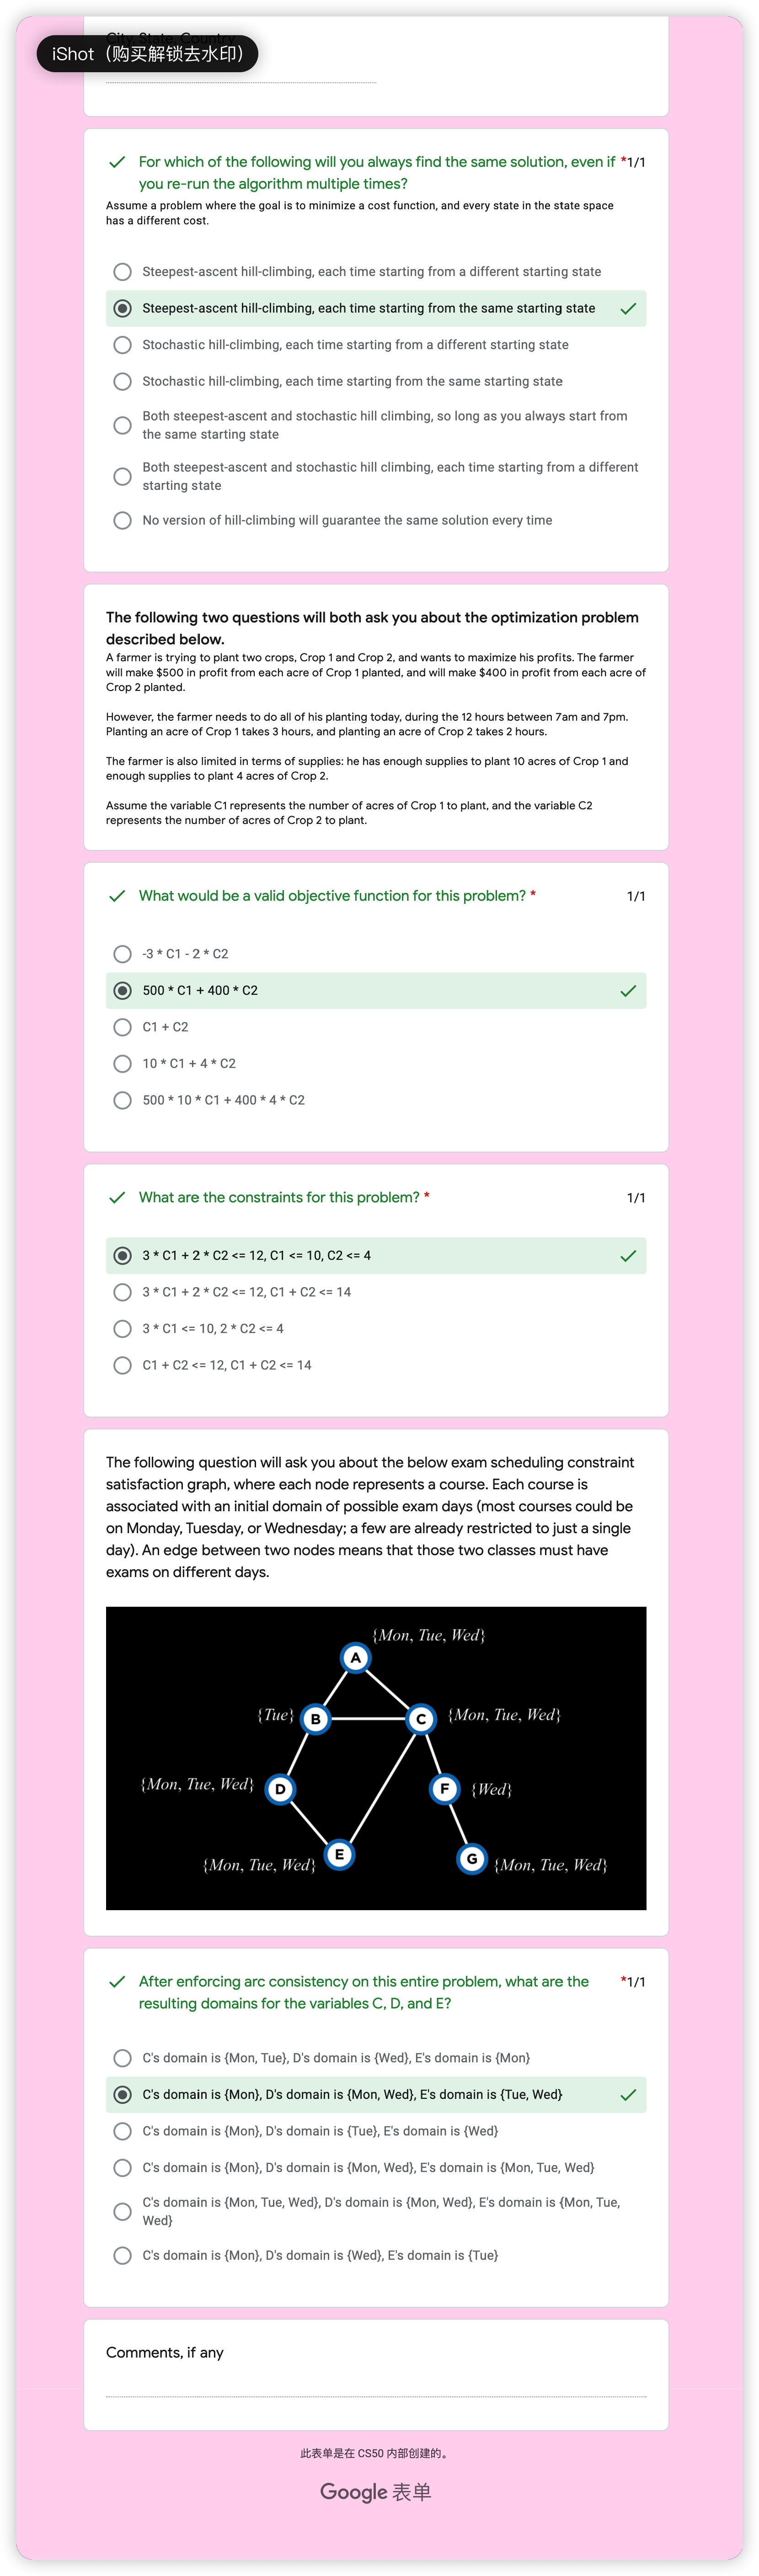 City, State, Country
iShot（购买解锁去水印）
For which of the following will you always find the same solution, even if *1/1
you re-run the algorithm multiple times?
Assume a problem where the goal is to minimize a cost function, and every state in the state space
has a different cost.
Steepest-ascent hill-climbing, each time starting from a different starting state
Steepest-ascent hill-climbing, each time starting from the same starting state
Stochastic hill-climbing, each time starting from a different starting state
Stochastic hill-climbing, each time starting from the same starting state
Both steepest-ascent and stochastic hill climbing, so long as you always start from
the same starting state
Both steepest-ascent and stochastic hill climbing, each time starting from a different
starting state
No version of hill-climbing will guarantee the same solution every time
The following two questions will both ask you about the optimization problem
described below.
A farmer is trying to plant two crops, Crop 1 and Crop 2, and wants to maximize his profits. The farmer
will make $500 in profit from each acre of Crop 1 planted, and will make $400 in profit from each acre of
Crop 2 planted.
However, the farmer needs to do all of his planting today, during the 12 hours between 7am and 7pm.
Planting an acre of Crop 1 takes 3 hours, and planting an acre of Crop 2 takes 2 hours.
The farmer is also limited in terms of supplies: he has enough supplies to plant 10 acres of Crop 1 and
enough supplies to plant 4 acres of Crop 2.
Assume the variable C1 represents the number of acres of Crop 1 to plant, and the variable C2
represents the number of acres of Crop 2 to plant.
What would be a valid objective function for this problem? * 1/1
-3 * C1 - 2 * C2
500 * C1 + 400 * C2
C1 + C2
10 * C1 + 4 * C2
500 * 10 * C1 + 400 * 4 * C2
What are the constraints for this problem? * 1/1
3 * C1 + 2 * C2 <= 12, C1 <= 10, C2 <= 4
3 * C1 + 2 * C2 <= 12, C1 + C2 <= 14
3 * C1 <= 10, 2 * C2 <= 4
C1 + C2 <= 12, C1 + C2 <= 14
The following question will ask you about the below exam scheduling constraint
satisfaction graph, where each node represents a course. Each course is
associated with an initial domain of possible exam days (most courses could be
on Monday, Tuesday, or Wednesday; a few are already restricted to just a single
day). An edge between two nodes means that those two classes must have
exams on different days.
{Mon, Tue, Wed}
A
{Tue} B C {Mon, Tue, Wed}
{Mon, Tue, Wed} D F {Wed}
{Mon, Tue, Wed} E G {Mon, Tue, Wed}
After enforcing arc consistency on this entire problem, what are the *1/1
resulting domains for the variables C, D, and E?
C's domain is {Mon, Tue}, D's domain is {Wed}, E's domain is {Mon}
C's domain is {Mon}, D's domain is {Mon, Wed}, E's domain is {Tue, Wed}
C's domain is {Mon}, D's domain is {Tue}, E's domain is {Wed}
C's domain is {Mon}, D's domain is {Mon, Wed}, E's domain is {Mon, Tue, Wed}
C's domain is {Mon, Tue, Wed}, D's domain is {Mon, Wed}, E's domain is {Mon, Tue,
Wed}
C's domain is {Mon}, D's domain is {Wed}, E's domain is {Tue}
Comments, if any
此表单是在 CS50 内部创建的。
Google 表单